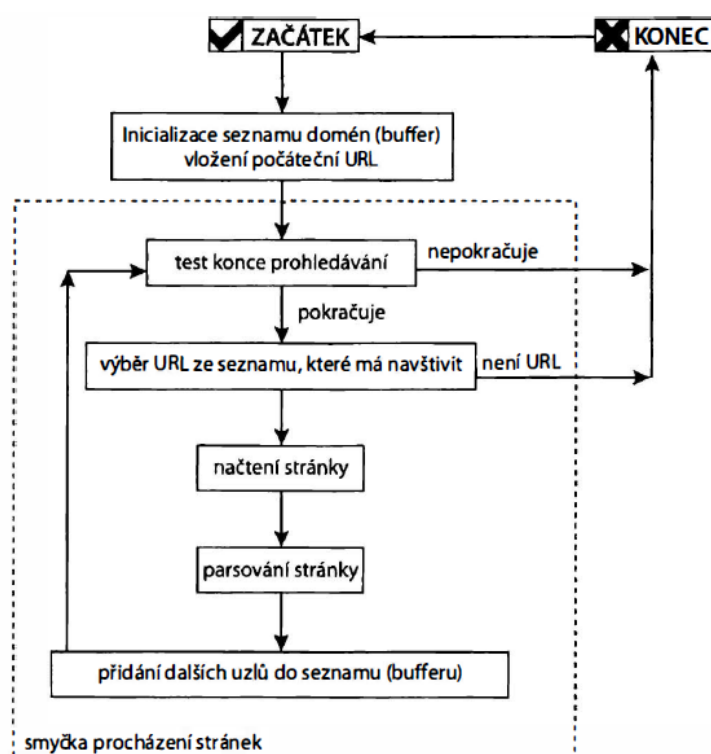 ZAČÁTEK
KONEC
Inicializace seznamu domén (buffer)
vložení počáteční URL
test konce prohledávání
nepokračuje
pokračuje
výběr URL ze seznamu, které má navštívit
není URL
načtení stránky
parsování stránky
přidání dalších uzlů do seznamu (bufferu)
smyčka procházení stránek